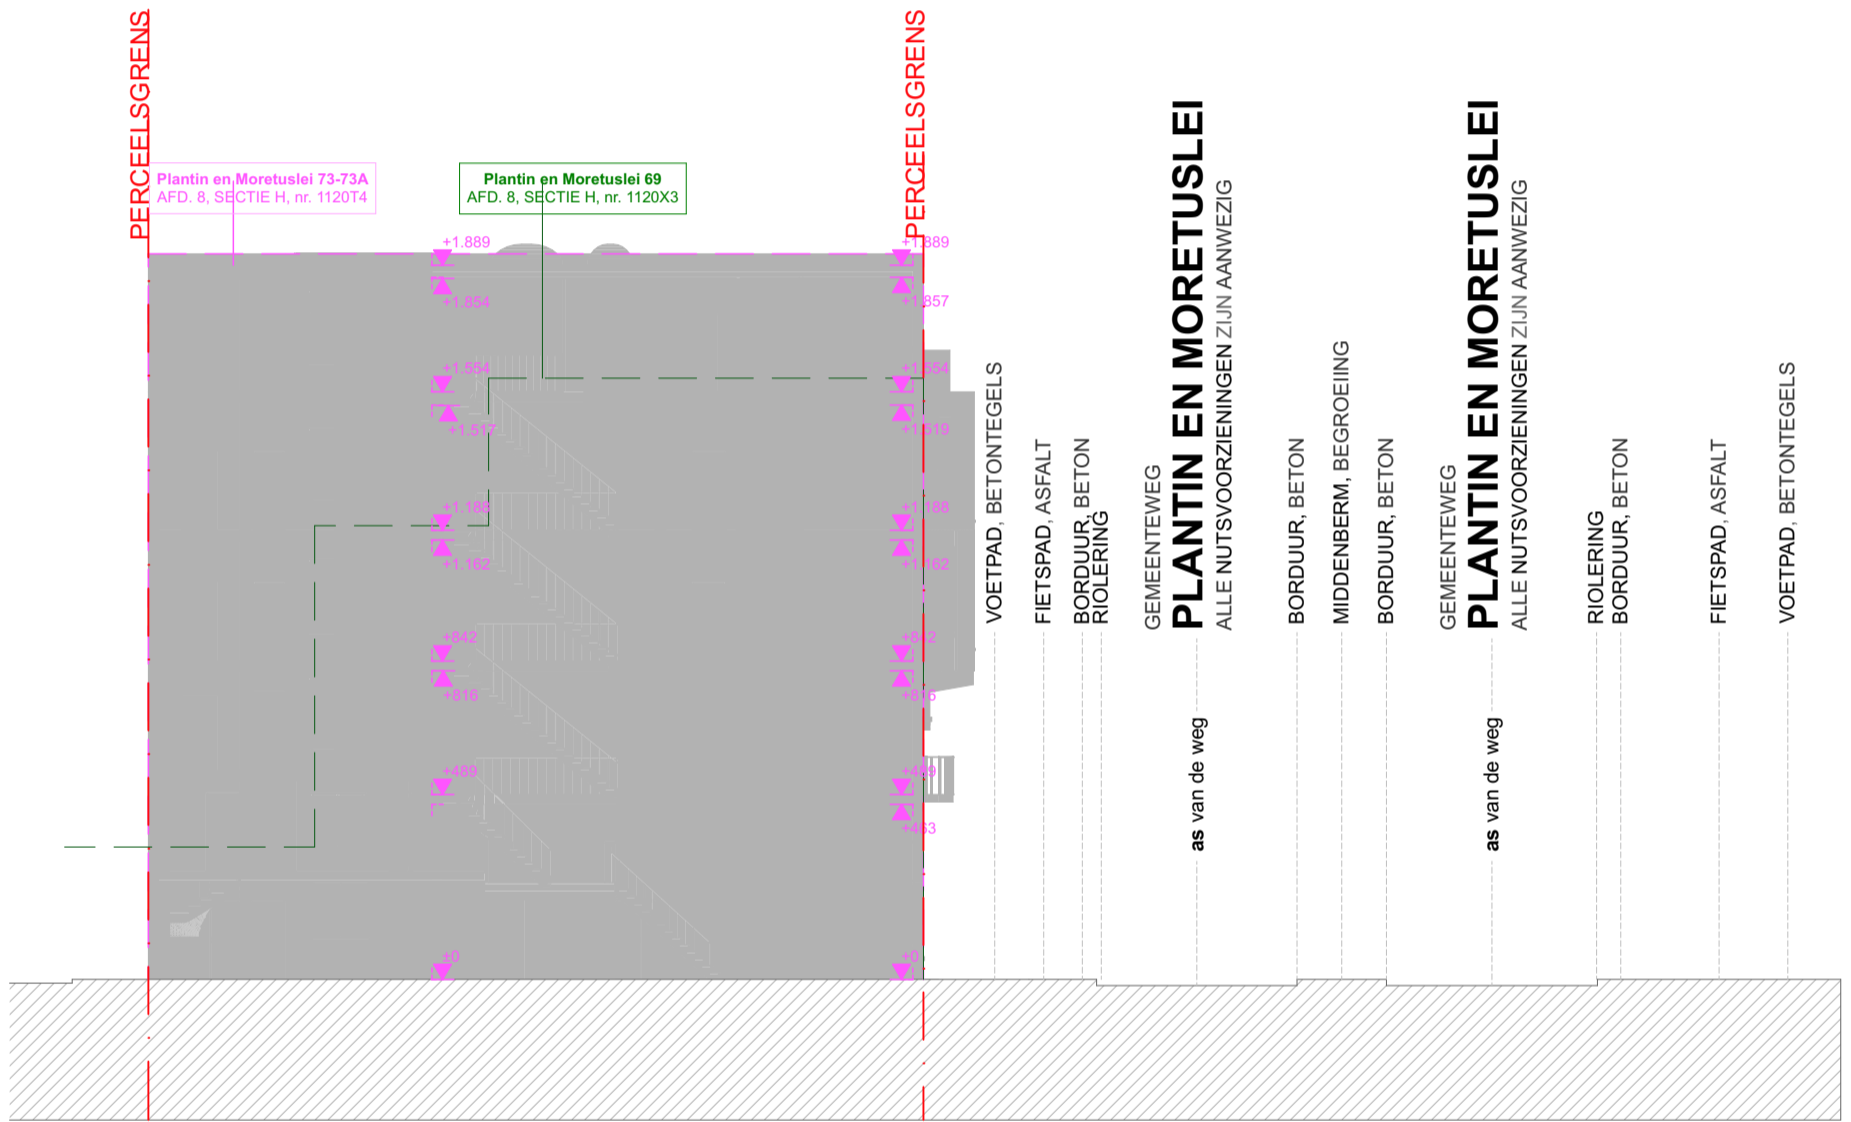 PERCEELSGRENS
PERCEELSGRENS
Plantin en Moretuslei 73-73A
AFD. 8, SECTIE H, nr. 1120T4
Plantin en Moretuslei 69
AFD. 8, SECTIE H, nr. 1120X3
+1.889
+1.854
+1.554
+1.517
+1.188
+1.162
+842
+816
+489
±0
+1.889
+1.857
+1.554
+1.519
+1.188
+1.162
+842
+816
+489
+463
+0
VOETPAD, BETONTEGELS
FIETSPAD, ASFALT
BORDUUR, BETON
RIOLERING
GEMEENTEWEG
PLANTIN EN MORETUSLEI
ALLE NUTSVOORZIENINGEN ZIJN AANWEZIG
as van de weg
BORDUUR, BETON
MIDDENBERM, BEGROEIING
BORDUUR, BETON
GEMEENTEWEG
PLANTIN EN MORETUSLEI
ALLE NUTSVOORZIENINGEN ZIJN AANWEZIG
as van de weg
RIOLERING
BORDUUR, BETON
FIETSPAD, ASFALT
VOETPAD, BETONTEGELS